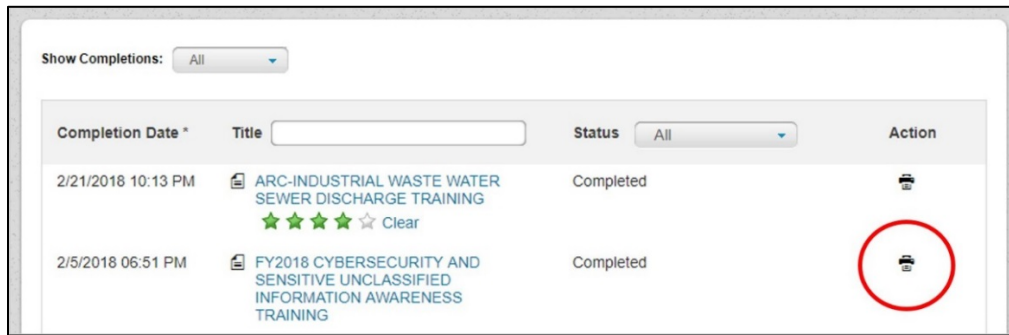 Show Completions: All
Completion Date * Title Status All Action
2/21/2018 10:13 PM ARC-INDUSTRIAL WASTE WATER Completed
SEWER DISCHARGE TRAINING
Clear
2/5/2018 06:51 PM FY2018 CYBERSECURITY AND Completed
SENSITIVE UNCLASSIFIED
INFORMATION AWARENESS
TRAINING